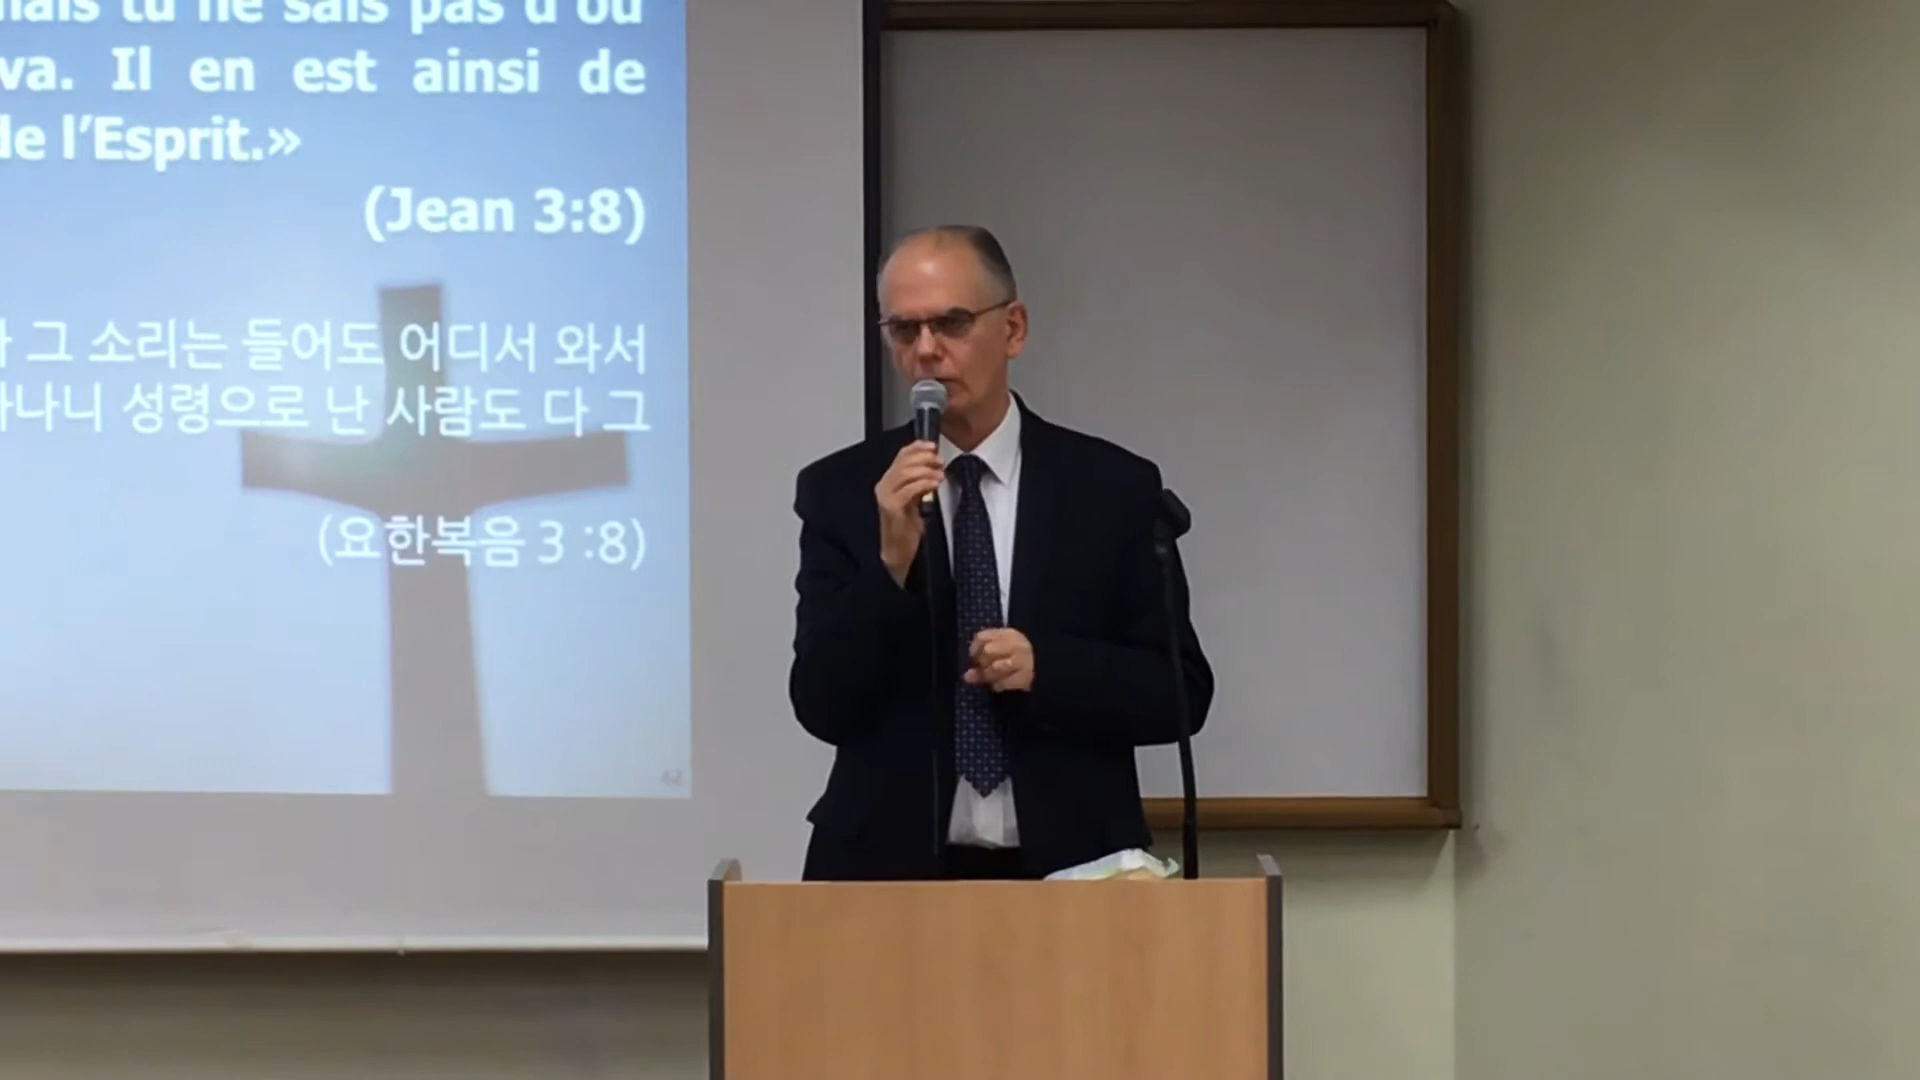 mais tu ne sais pas d'où
va. Il en est ainsi de
de l'Esprit.»
(Jean 3:8)
그 소리는 들어도 어디서 와서
성령으로 난 사람도 다 그
(요한복음 3 :8)
62